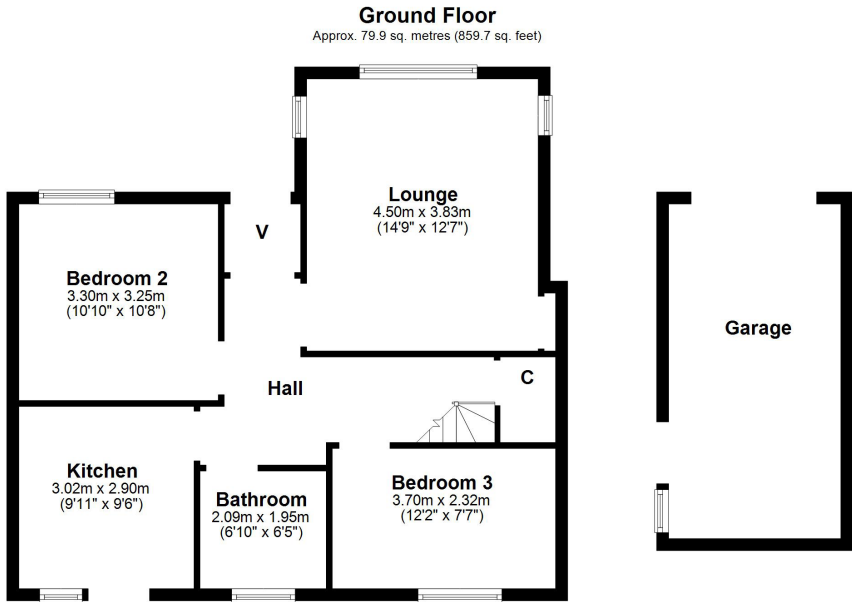 Ground Floor
Approx. 79.9 sq. metres (859.7 sq. feet)
Lounge
4.50m x 3.83m
(14'9" x 12'7")
V
Bedroom 2
3.30m x 3.25m
(10'10" x 10'8")
Garage
Hall
C
Kitchen
3.02m x 2.90m
(9'11" x 9'6")
Bathroom
2.09m x 1.95m
(6'10" x 6'5")
Bedroom 3
3.70m x 2.32m
(12'2" x 7'7")